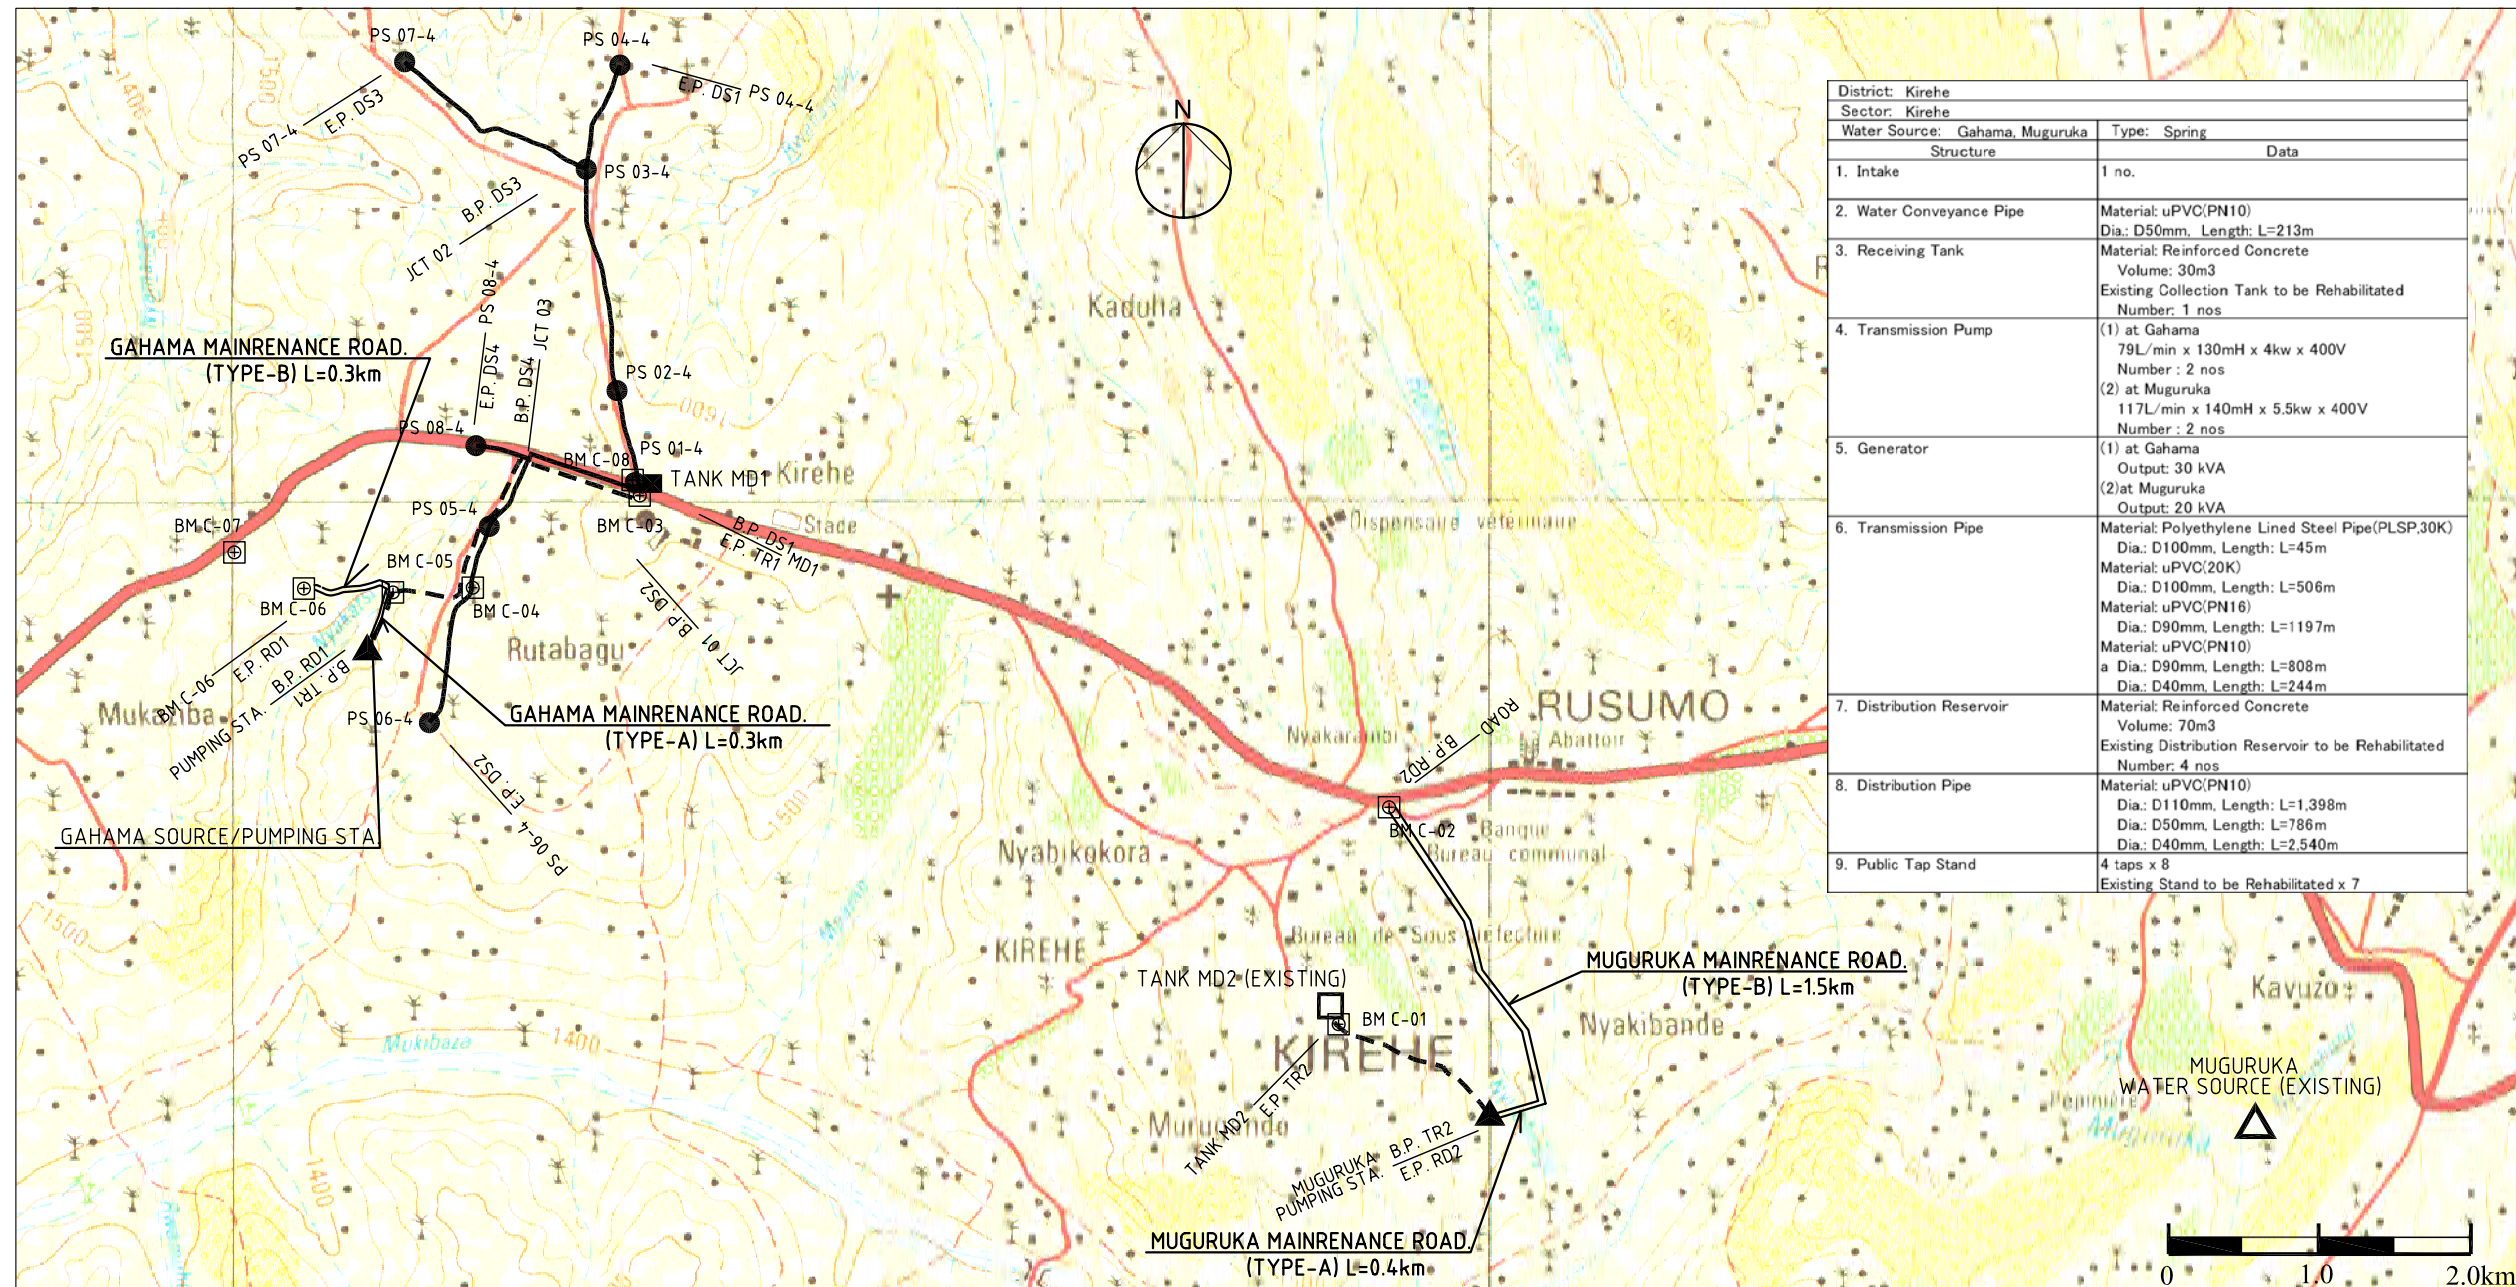 PS 07-4
PS 04-4
E.P. DS1 PS 04-4
PS 07-4
E.P. DS3
PS 03-4
B.P. DS3
JCT 02
N
1400
1500
1500
1500
1600
Kaduha
GAHAMA MAINRENANCE ROAD.
(TYPE-B) L=0.3km
E.P. DS4 PS 08-4
B.P. DS4 JCT 03
PS 02-4
PS 08-4
PS 01-4
BM C-08
TANK MD1
Kirehe
PS 05-4
BM C-03
Stade
B.P. DS1
E.P. TR1
MD1
Dispensaire vétérinaire
BM C-07
BM C-05
BM C-06
BM C-04
Nyakarsi
B.P. DS2
JCT 01
Rutabagu
BM C-06
E.P. RD1
PUMPING STA.
B.P. RD1
B.P. TR1
Mukaziba
PS 06-4
GAHAMA MAINRENANCE ROAD.
(TYPE-A) L=0.3km
E.P. DS2
PS 06-4
GAHAMA SOURCE/PUMPING STA
RUSUMO
Nyakarambi
Abattoir
B.P. RD2
ROAD
BM C-02
Banque
Bureau communal
Nyabikokora
1500
1500
KIREHE
Bureau de Sous préfecture
TANK MD2 (EXISTING)
BM C-01
KIREHE
MUGURUKA MAINRENANCE ROAD.
(TYPE-B) L=1.5km
Nyakibande
Kavuzo
Mukibaza
1400
1400
TANK MD2
E.P. TR2
Murugando
MUGURUKA
PUMPING STA.
B.P. TR2
E.P. RD2
MUGURUKA
WATER SOURCE (EXISTING)
Pépinière
MUGURUKA MAINRENANCE ROAD.
(TYPE-A) L=0.4km
0 1.0 2.0km
District: Kirehe
Sector: Kirehe
Water Source: Gahama, Muguruka Type: Spring
Structure Data
1. Intake 1 no.
2. Water Conveyance Pipe Material: uPVC(PN10)
Dia.: D50mm, Length: L=213m
3. Receiving Tank Material: Reinforced Concrete
Volume: 30m3
Existing Collection Tank to be Rehabilitated
Number: 1 nos
4. Transmission Pump (1) at Gahama
79L/min x 130mH x 4kw x 400V
Number : 2 nos
(2) at Muguruka
117L/min x 140mH x 5.5kw x 400V
Number : 2 nos
5. Generator (1) at Gahama
Output: 30 kVA
(2)at Muguruka
Output: 20 kVA
6. Transmission Pipe Material: Polyethylene Lined Steel Pipe(PLSP,30K)
Dia.: D100mm, Length: L=45m
Material: uPVC(20K)
Dia.: D100mm, Length: L=506m
Material: uPVC(PN16)
Dia.: D90mm, Length: L=1197m
Material: uPVC(PN10)
a Dia.: D90mm, Length: L=808m
Dia.: D40mm, Length: L=244m
7. Distribution Reservoir Material: Reinforced Concrete
Volume: 70m3
Existing Distribution Reservoir to be Rehabilitated
Number: 4 nos
8. Distribution Pipe Material: uPVC(PN10)
Dia.: D110mm, Length: L=1,398m
Dia.: D50mm, Length: L=786m
Dia.: D40mm, Length: L=2,540m
9. Public Tap Stand 4 taps x 8
Existing Stand to be Rehabilitated x 7